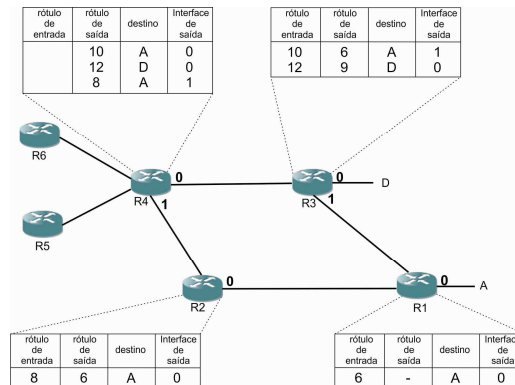 rótulo de entrada rótulo de saída destino Interface de saída
10 A 0
12 D 0
8 A 1
rótulo de entrada rótulo de saída destino Interface de saída
10 6 A 1
12 9 D 0
R6
R4
0
1
R3
0
1
D
R5
R2
0
R1
0
A
rótulo de entrada rótulo de saída destino Interface de saída
8 6 A 0
rótulo de entrada rótulo de saída destino Interfac de saída
6 - A 0